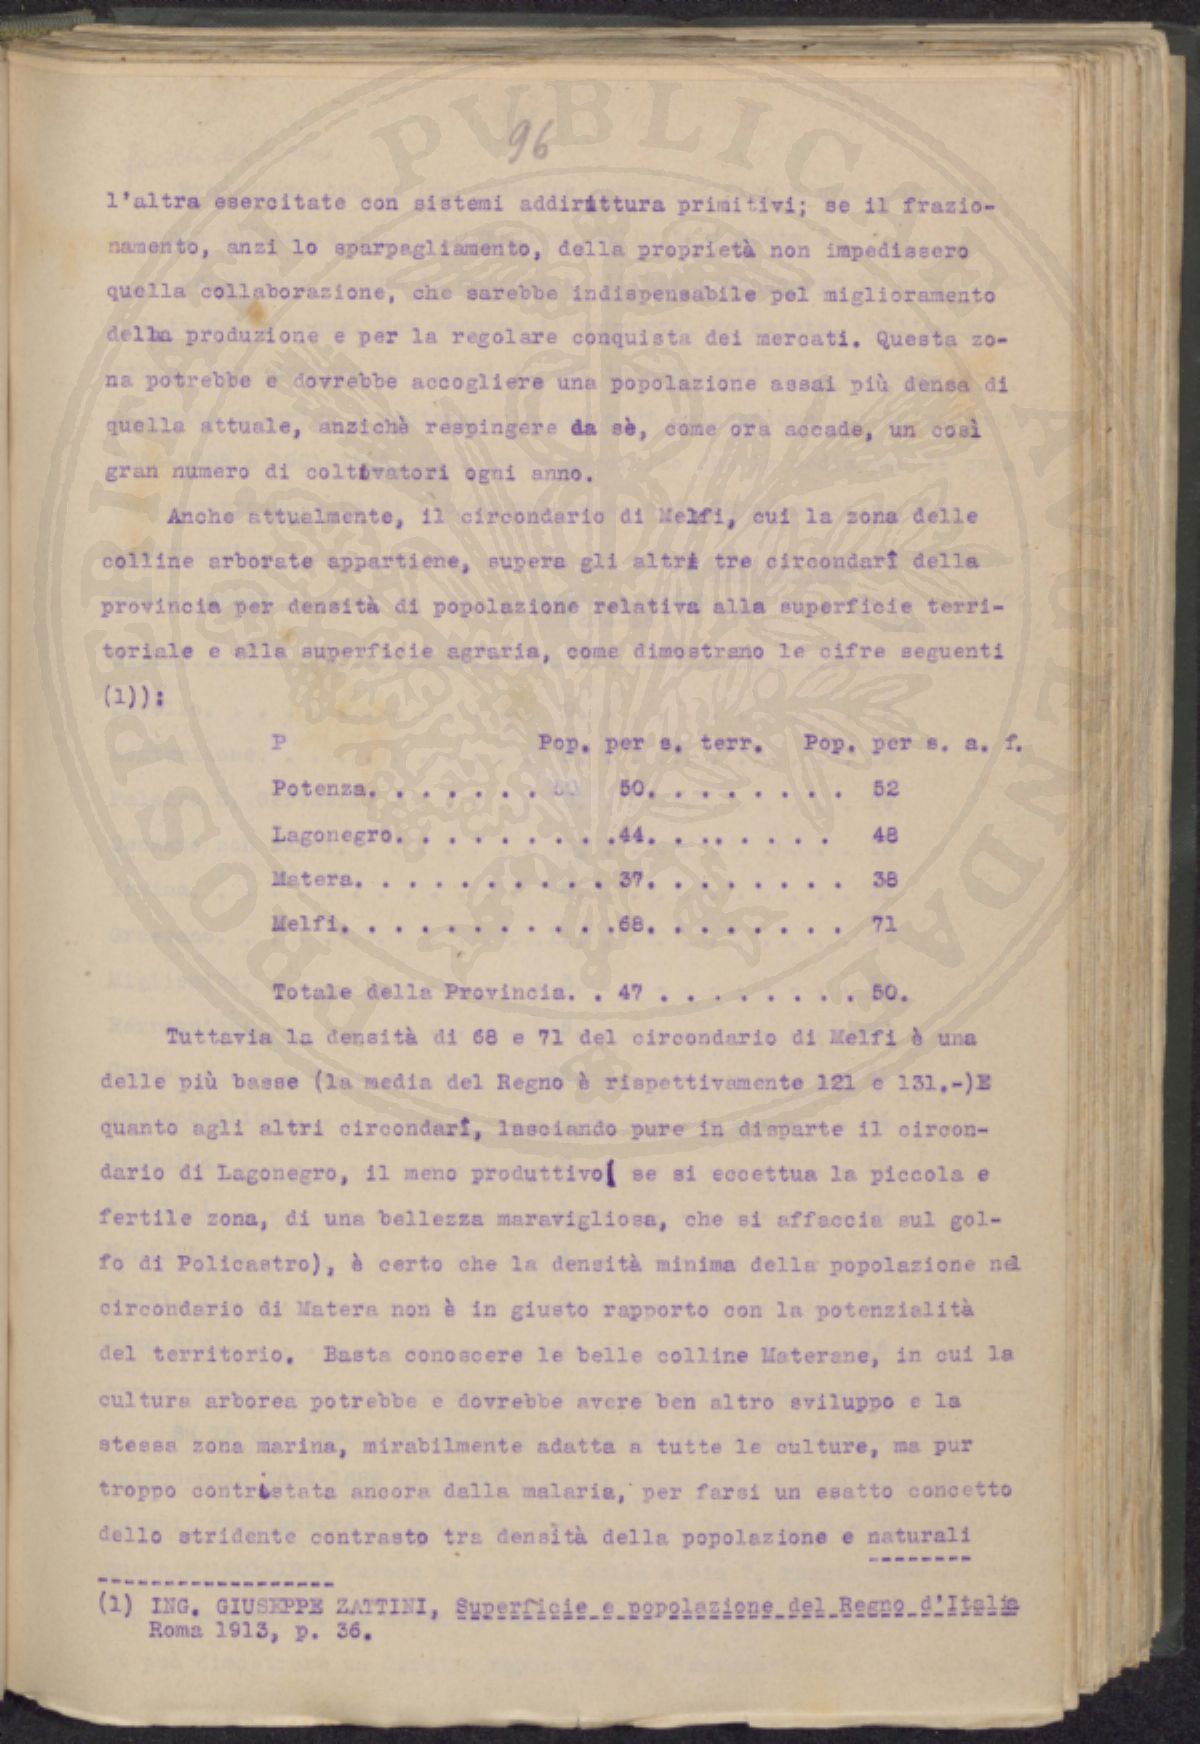 96
l'altra esercitate con sistemi addirittura primitivi; se il frazio-
namento, anzi lo sparpagliamento, della proprietà non impedissero
quella collaborazione, che sarebbe indispensabile pel miglioramento
della produzione e per la regolare conquista dei mercati. Questa zo-
na potrebbe e dovrebbe accogliere una popolazione assai più densa di
quella attuale, anzichè respingere da sè, come ora accade, un così
gran numero di coltivatori ogni anno.
Anche attualmente, il circondario di Melfi, cui la zona delle
colline arborate appartiene, supera gli altri tre circondarî della
provincia per densità di popolazione relativa alla superficie terri-
toriale e alla superficie agraria, come dimostrano le cifre seguenti
(1)):
P Pop. per s. terr. Pop. per s. a. f.
Potenza. . . . . . . 50 50. . . . . . . . . 52
Lagonegro. . . . . . . . .44. . . .. . . . . 48
Matera. . . . . . . . . . 37. . . . . . . . . 38
Melfi. . . . . . . . . . .68. . . . . . . . . 71
Totale della Provincia. . 47 . . . . . . . . 50.
Tuttavia la densità di 68 e 71 del circondario di Melfi è una
delle più basse (la media del Regno è rispettivamente 121 e 131.-)E
quanto agli altri circondarî, lasciando pure in disparte il circon-
dario di Lagonegro, il meno produttivo( se si eccettua la piccola e
fertile zona, di una bellezza maravigliosa, che si affaccia sul gol-
fo di Policastro), è certo che la densità minima della popolazione nel
circondario di Matera non è in giusto rapporto con la potenzialità
del territorio. Basta conoscere le belle colline Materane, in cui la
cultura arborea potrebbe e dovrebbe avere ben altro sviluppo e la
stessa zona marina, mirabilmente adatta a tutte le culture, ma pur
troppo contristata ancora dalla malaria, per farsi un esatto concetto
dello stridente contrasto tra densità della popolazione e naturali
(1) ING. GIUSEPPE ZATTINI, Superficie e popolazione del Regno d'Italia
Roma 1913, p. 36.